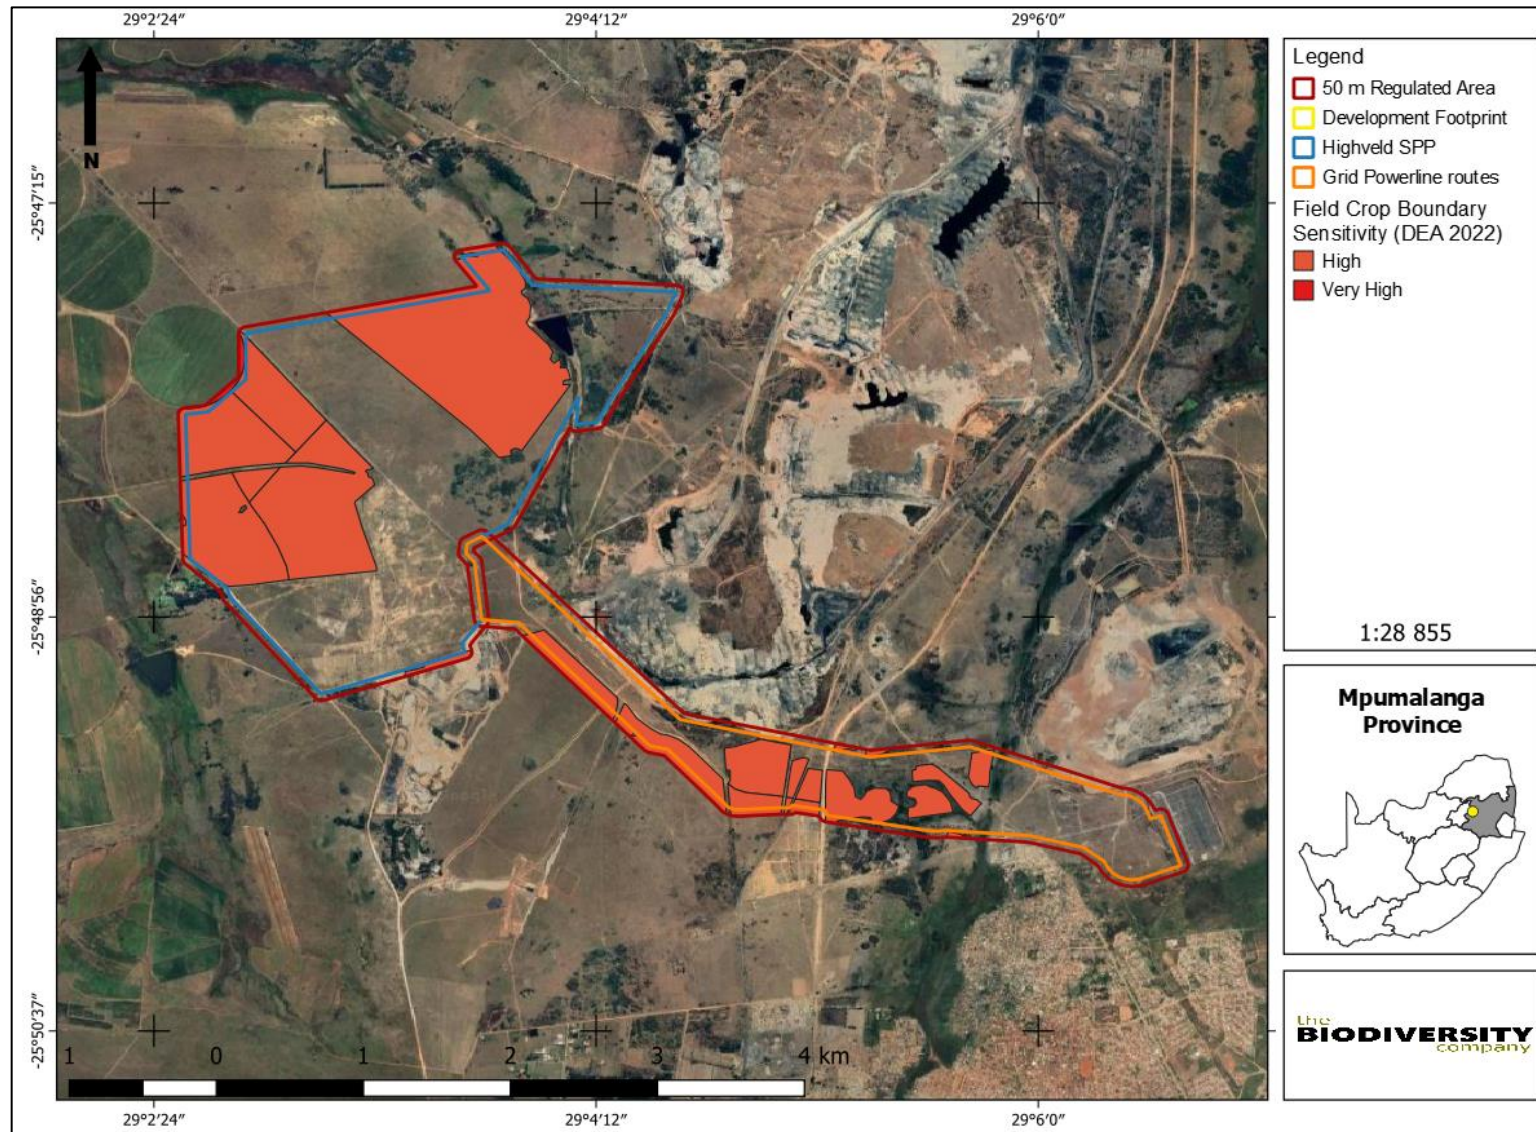 29°2′24″ 29°4′12″ 29°6′0″
-25°47′15″
-25°48′56″
-25°50′37″
N
1 0 1 2 3 4 km
29°2′24″ 29°4′12″ 29°6′0″
Legend
50 m Regulated Area
Development Footprint
Highveld SPP
Grid Powerline routes
Field Crop Boundary
Sensitivity (DEA 2022)
High
Very High
1:28 855
Mpumalanga
Province
the
BIODIVERSITY
company